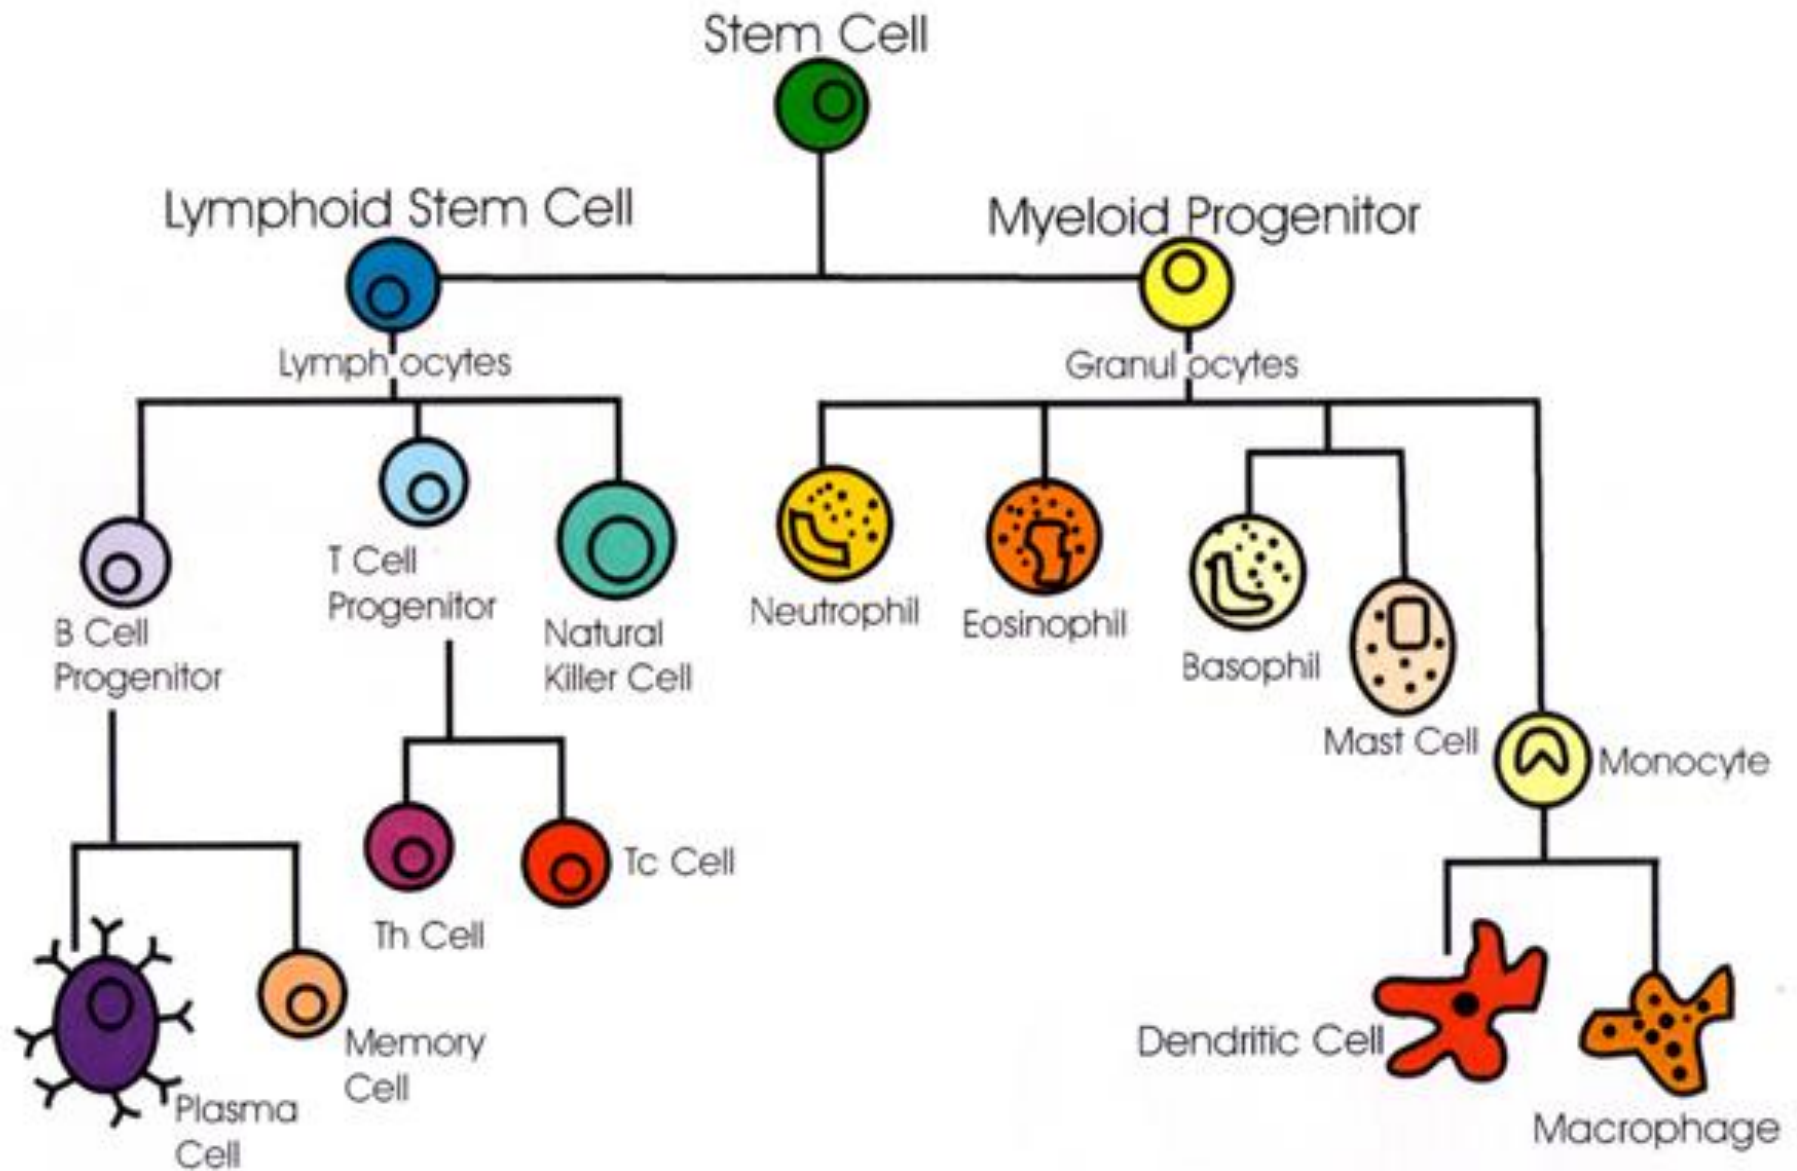 Stem Cell
Lymphoid Stem Cell
Myeloid Progenitor
Lymph ocytes
Granul ocytes
B Cell
Progenitor
T Cell
Progenitor
Natural
Killer Cell
Neutrophil
Eosinophil
Basophil
Mast Cell
Monocyte
Th Cell
Tc Cell
Plasma
Cell
Memory
Cell
Dendritic Cell
Macrophage